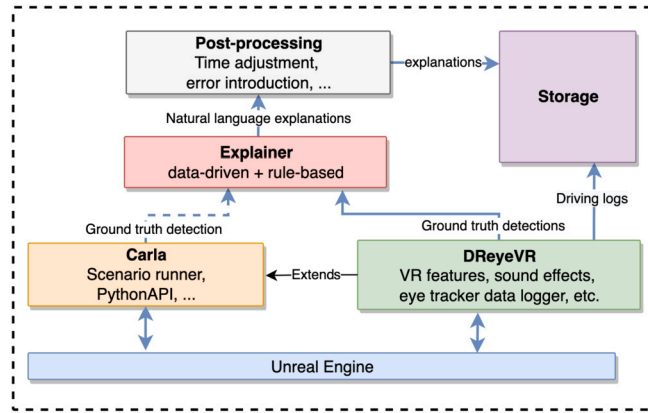 Post-processing
Time adjustment,
error introduction, ...
explanations
Storage
Natural language explanations
Explainer
data-driven + rule-based
Driving logs
Ground truth detection
Ground truth detections
Carla
Scenario runner,
PythonAPI, ...
Extends
DReyeVR
VR features, sound effects,
eye tracker data logger, etc.
Unreal Engine